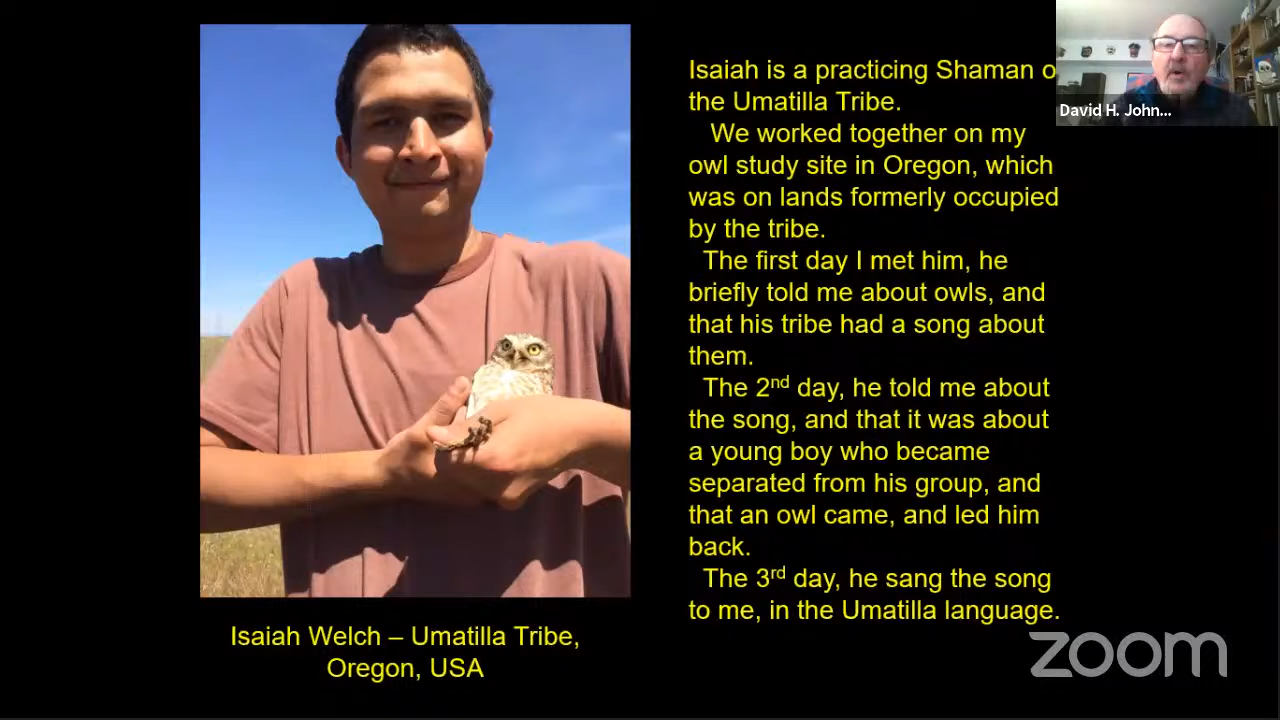 Isaiah is a practicing Shaman o
the Umatilla Tribe.
We worked together on my
owl study site in Oregon, which
was on lands formerly occupied
by the tribe.
The first day I met him, he
briefly told me about owls, and
that his tribe had a song about
them.
The 2nd day, he told me about
the song, and that it was about
a young boy who became
separated from his group, and
that an owl came, and led him
back.
The 3rd day, he sang the song
to me, in the Umatilla language.
Isaiah Welch – Umatilla Tribe,
Oregon, USA
David H. John...
zoom